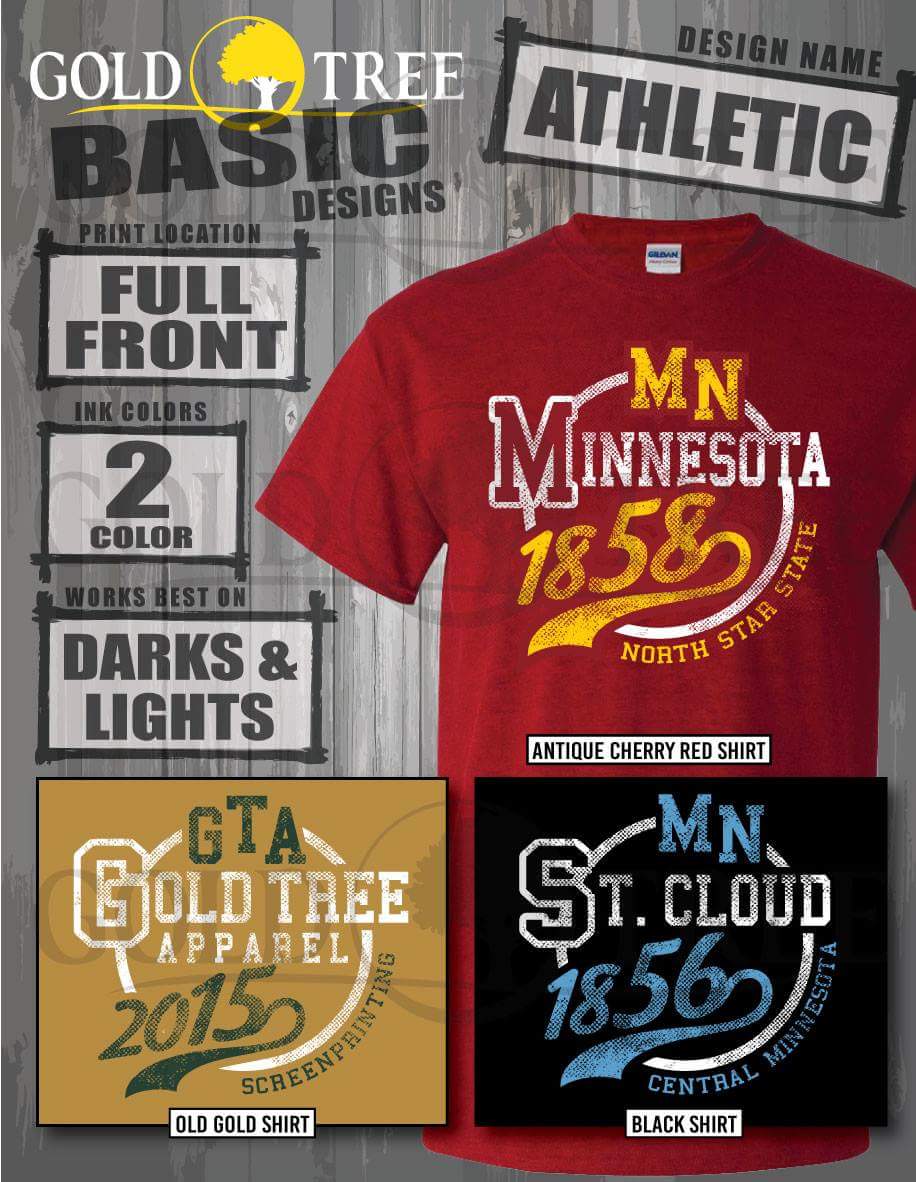 GOLD TREE
BASIC
DESIGNS
DESIGN NAME
ATHLETIC
PRINT LOCATION
FULL
FRONT
INK COLORS
2
COLOR
WORKS BEST ON
DARKS &
LIGHTS
GILDAN
MN
MINNESOTA
1858
NORTH STAR STATE
ANTIQUE CHERRY RED SHIRT
GTA
GOLD TREE
APPAREL
2015
SCREENPRINTING
OLD GOLD SHIRT
MN
ST. CLOUD
1856
CENTRAL MINNESOTA
BLACK SHIRT